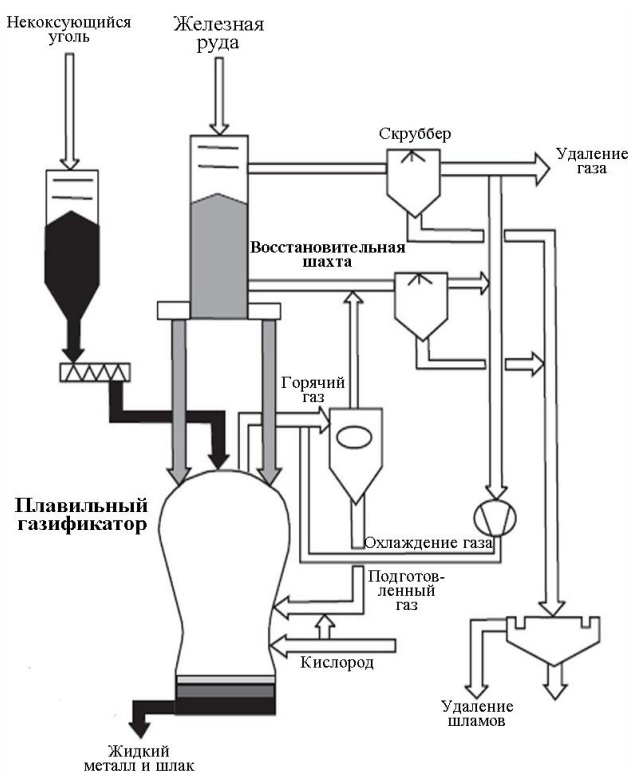 Некоксующийся
уголь
Железная
руда
Скруббер
Удаление
газа
Восстановительная
шахта
Горячий
газ
Плавильный
газификатор
Охлаждение газа
Подготов-
ленный
газ
Кислород
Удаление
шламов
Жидкий
металл и шлак